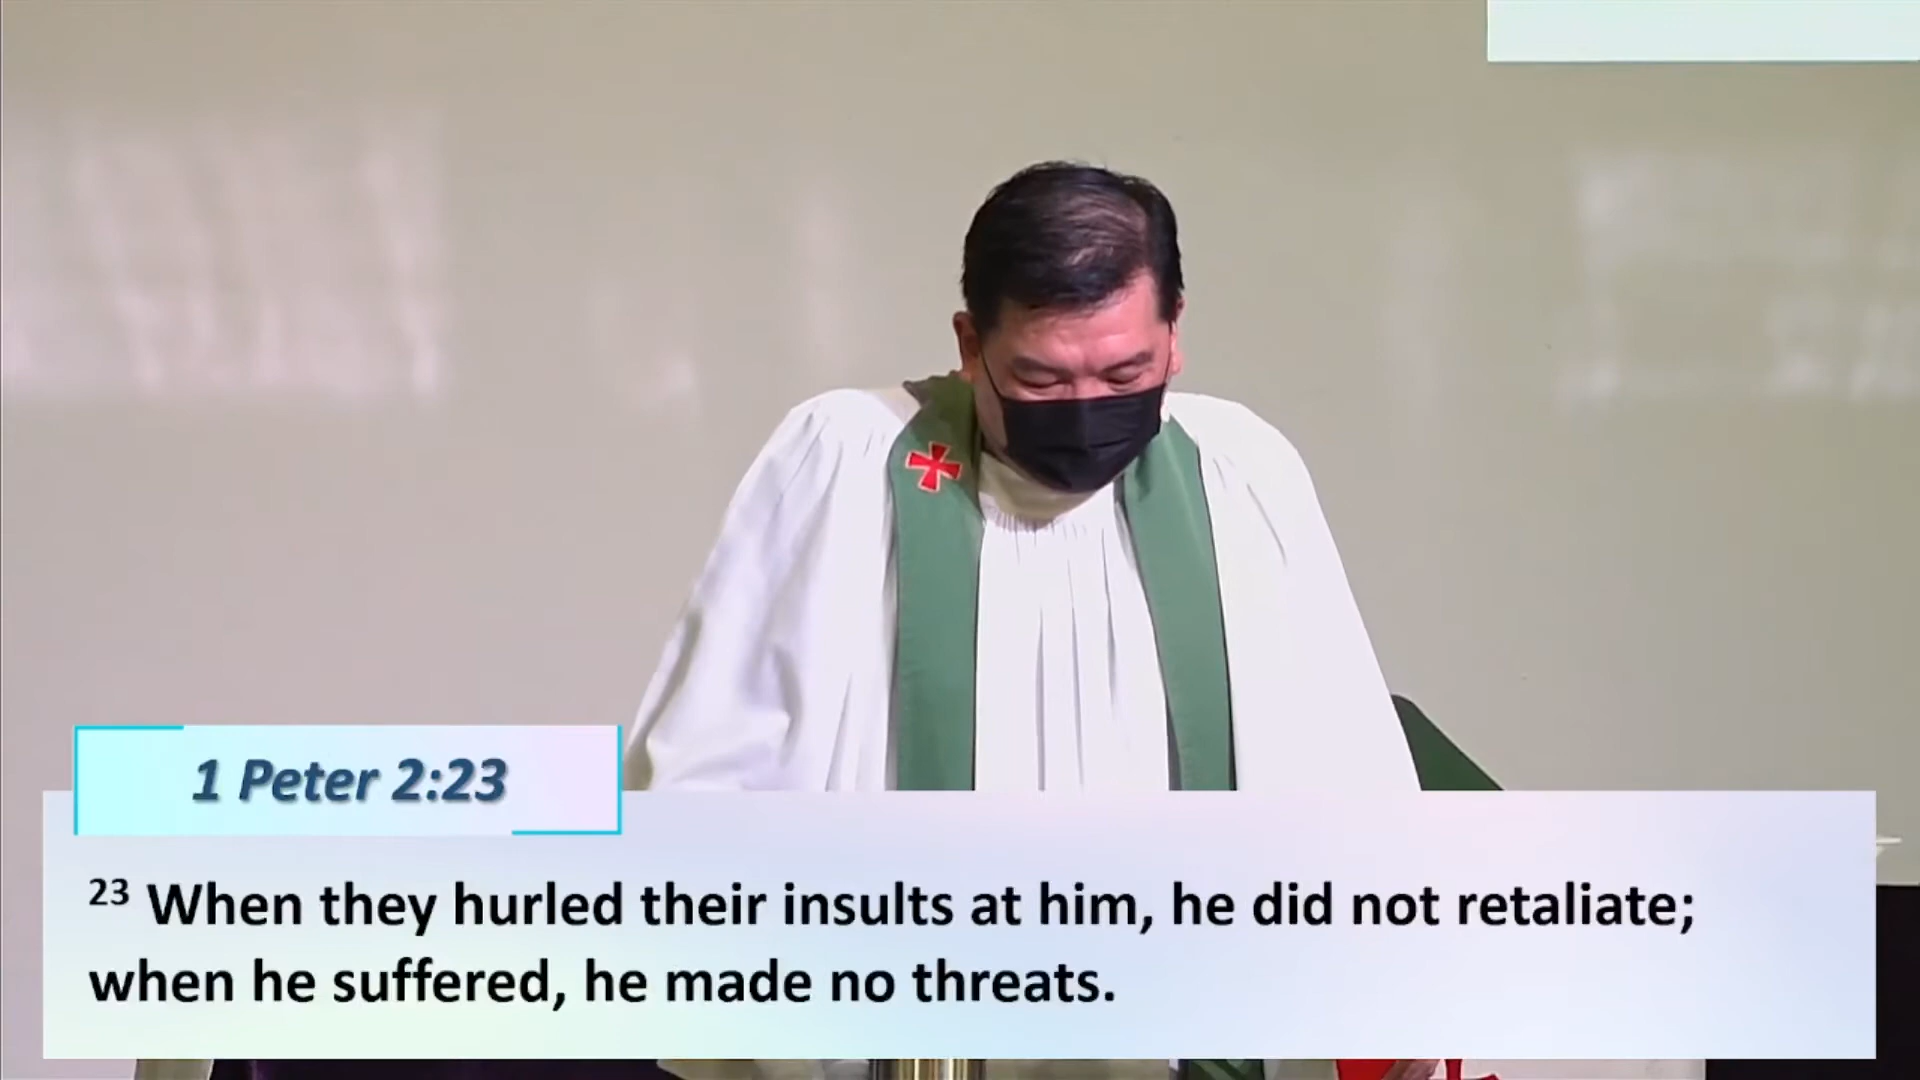 1 Peter 2:23
23 When they hurled their insults at him, he did not retaliate;
when he suffered, he made no threats.